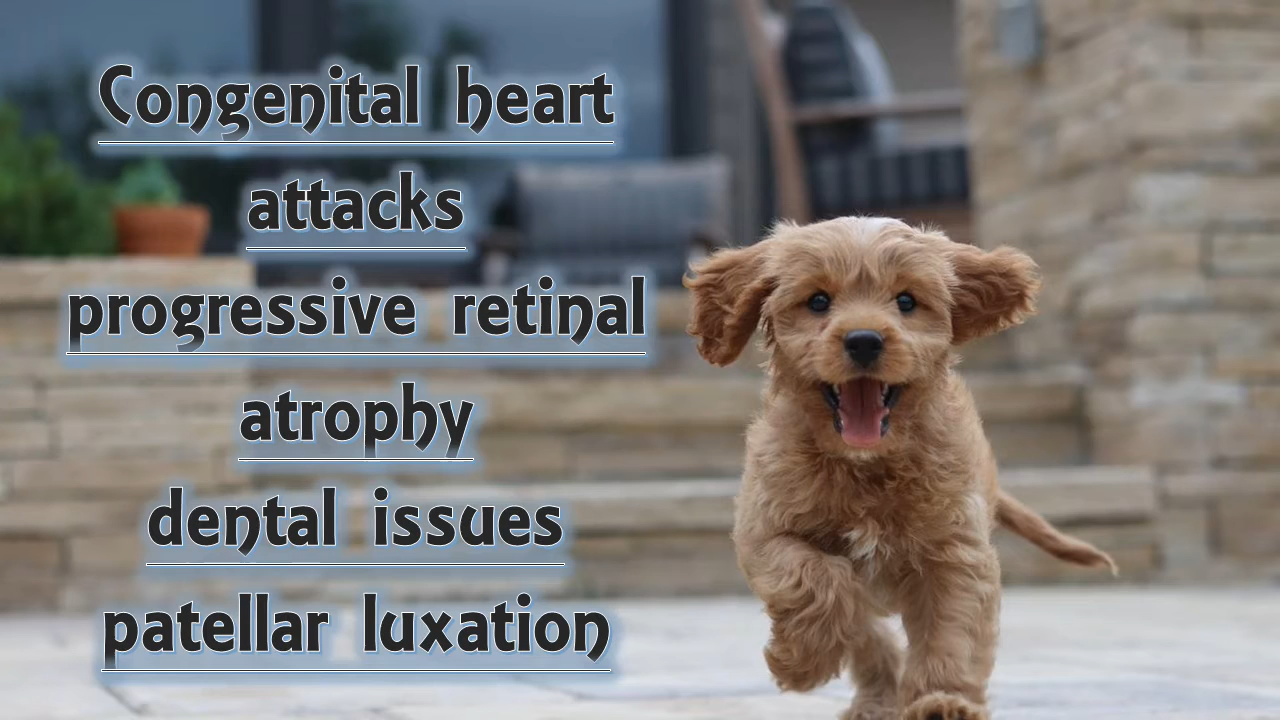 Congenital heart
attacks
progressive retinal
atrophy
dental issues
patellar luxation